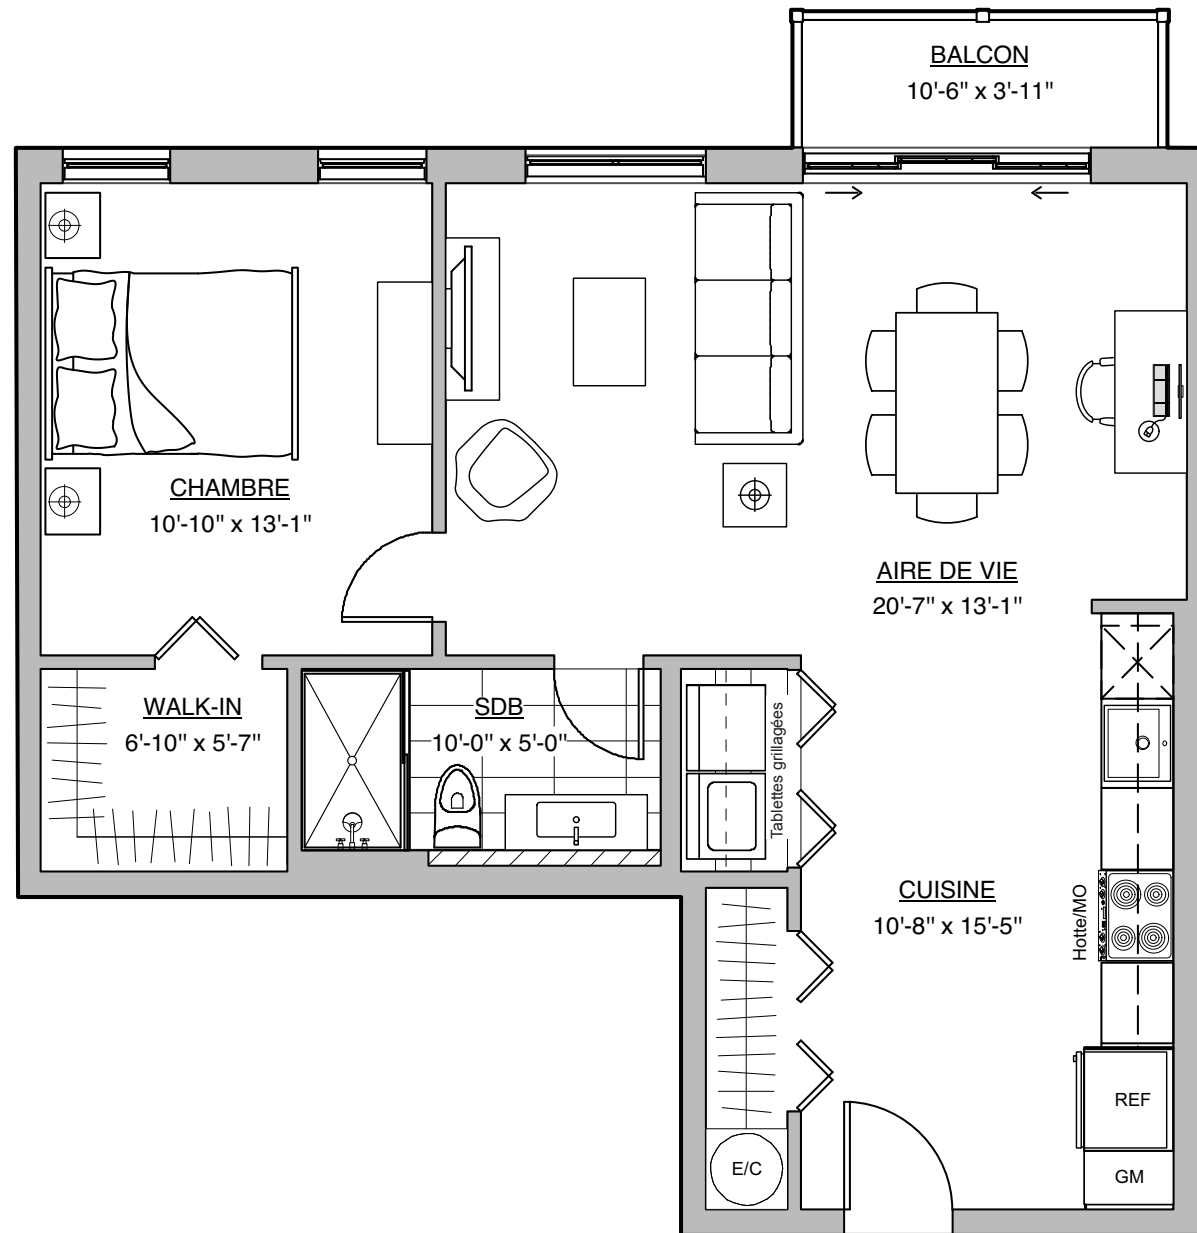 BALCON
10'-6" x 3'-11"
CHAMBRE
10'-10" x 13'-1"
AIRE DE VIE
20'-7" x 13'-1"
WALK-IN
6'-10" x 5'-7"
SDB
10'-0" x 5'-0"
Tablettes grillagées
CUISINE
10'-8" x 15'-5"
Hotte/MO
REF
E/C
GM